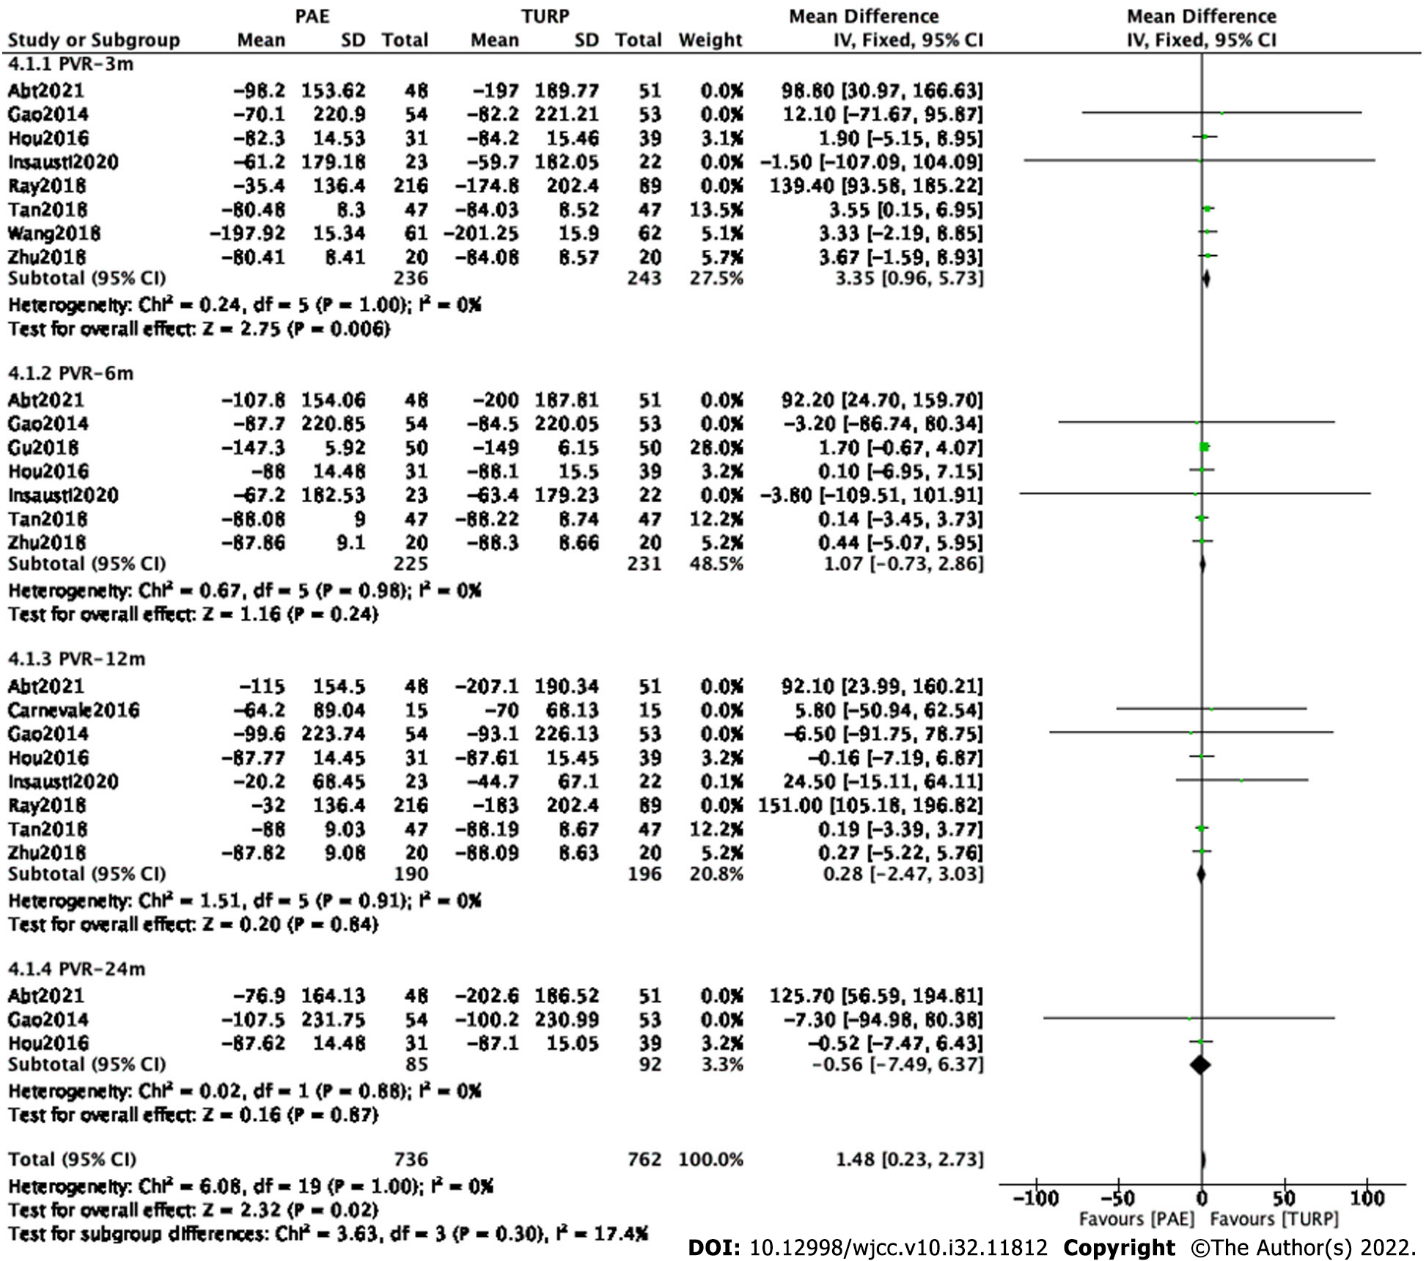 PAE TURP Mean Difference Mean Difference
Study or Subgroup Mean SD Total Mean SD Total Weight IV, Fixed, 95% CI IV, Fixed, 95% CI
4.1.1 PVR-3m
Abt2021 -98.2 153.62 48 -197 189.77 51 0.0% 98.80 [30.97, 166.63]
Gao2014 -70.1 220.9 54 -82.2 221.21 53 0.0% 12.10 [-71.67, 95.87]
Hou2016 -82.3 14.53 31 -84.2 15.46 39 3.1% 1.90 [-5.15, 8.95]
Insausti2020 -61.2 179.18 23 -59.7 182.05 22 0.0% -1.50 [-107.09, 104.09]
Ray2018 -35.4 136.4 216 -174.8 202.4 89 0.0% 139.40 [93.58, 185.22]
Tan2018 -80.48 8.3 47 -84.03 8.52 47 13.5% 3.55 [0.15, 6.95]
Wang2018 -197.92 15.34 61 -201.25 15.9 62 5.1% 3.33 [-2.19, 8.85]
Zhu2018 -80.41 8.41 20 -84.08 8.57 20 5.7% 3.67 [-1.59, 8.93]
Subtotal (95% CI) 236 243 27.5% 3.35 [0.96, 5.73]
Heterogeneity: Chi² = 0.24, df = 5 (P = 1.00); I² = 0%
Test for overall effect: Z = 2.75 (P = 0.006)
4.1.2 PVR-6m
Abt2021 -107.8 154.06 48 -200 187.81 51 0.0% 92.20 [24.70, 159.70]
Gao2014 -87.7 220.85 54 -84.5 220.05 53 0.0% -3.20 [-86.74, 80.34]
Gu2018 -147.3 5.92 50 -149 6.15 50 28.0% 1.70 [-0.67, 4.07]
Hou2016 -88 14.48 31 -88.1 15.5 39 3.2% 0.10 [-6.95, 7.15]
Insausti2020 -67.2 182.53 23 -63.4 179.23 22 0.0% -3.80 [-109.51, 101.91]
Tan2018 -88.08 9 47 -88.22 8.74 47 12.2% 0.14 [-3.45, 3.73]
Zhu2018 -87.86 9.1 20 -88.3 8.66 20 5.2% 0.44 [-5.07, 5.95]
Subtotal (95% CI) 225 231 48.5% 1.07 [-0.73, 2.86]
Heterogeneity: Chi² = 0.67, df = 5 (P = 0.98); I² = 0%
Test for overall effect: Z = 1.16 (P = 0.24)
4.1.3 PVR-12m
Abt2021 -115 154.5 48 -207.1 190.34 51 0.0% 92.10 [23.99, 160.21]
Carnevale2016 -64.2 89.04 15 -70 68.13 15 0.0% 5.80 [-50.94, 62.54]
Gao2014 -99.6 223.74 54 -93.1 226.13 53 0.0% -6.50 [-91.75, 78.75]
Hou2016 -87.77 14.45 31 -87.61 15.45 39 3.2% -0.16 [-7.19, 6.87]
Insausti2020 -20.2 68.45 23 -44.7 67.1 22 0.1% 24.50 [-15.11, 64.11]
Ray2018 -32 136.4 216 -183 202.4 89 0.0% 151.00 [105.18, 196.82]
Tan2018 -88 9.03 47 -88.19 8.67 47 12.2% 0.19 [-3.39, 3.77]
Zhu2018 -87.82 9.08 20 -88.09 8.63 20 5.2% 0.27 [-5.22, 5.76]
Subtotal (95% CI) 190 196 20.8% 0.28 [-2.47, 3.03]
Heterogeneity: Chi² = 1.51, df = 5 (P = 0.91); I² = 0%
Test for overall effect: Z = 0.20 (P = 0.84)
4.1.4 PVR-24m
Abt2021 -76.9 164.13 48 -202.6 186.52 51 0.0% 125.70 [56.59, 194.81]
Gao2014 -107.5 231.75 54 -100.2 230.99 53 0.0% -7.30 [-94.98, 80.38]
Hou2016 -87.62 14.48 31 -87.1 15.05 39 3.2% -0.52 [-7.47, 6.43]
Subtotal (95% CI) 85 92 3.3% -0.56 [-7.49, 6.37]
Heterogeneity: Chi² = 0.02, df = 1 (P = 0.88); I² = 0%
Test for overall effect: Z = 0.16 (P = 0.87)
Total (95% CI) 736 762 100.0% 1.48 [0.23, 2.73]
Heterogeneity: Chi² = 6.08, df = 19 (P = 1.00); I² = 0%
Test for overall effect: Z = 2.32 (P = 0.02)
Test for subgroup differences: Chi² = 3.63, df = 3 (P = 0.30), I² = 17.4%
-100 -50 0 50 100
Favours [PAE] Favours [TURP]
DOI: 10.12998/wjcc.v10.i32.11812 Copyright ©The Author(s) 2022.